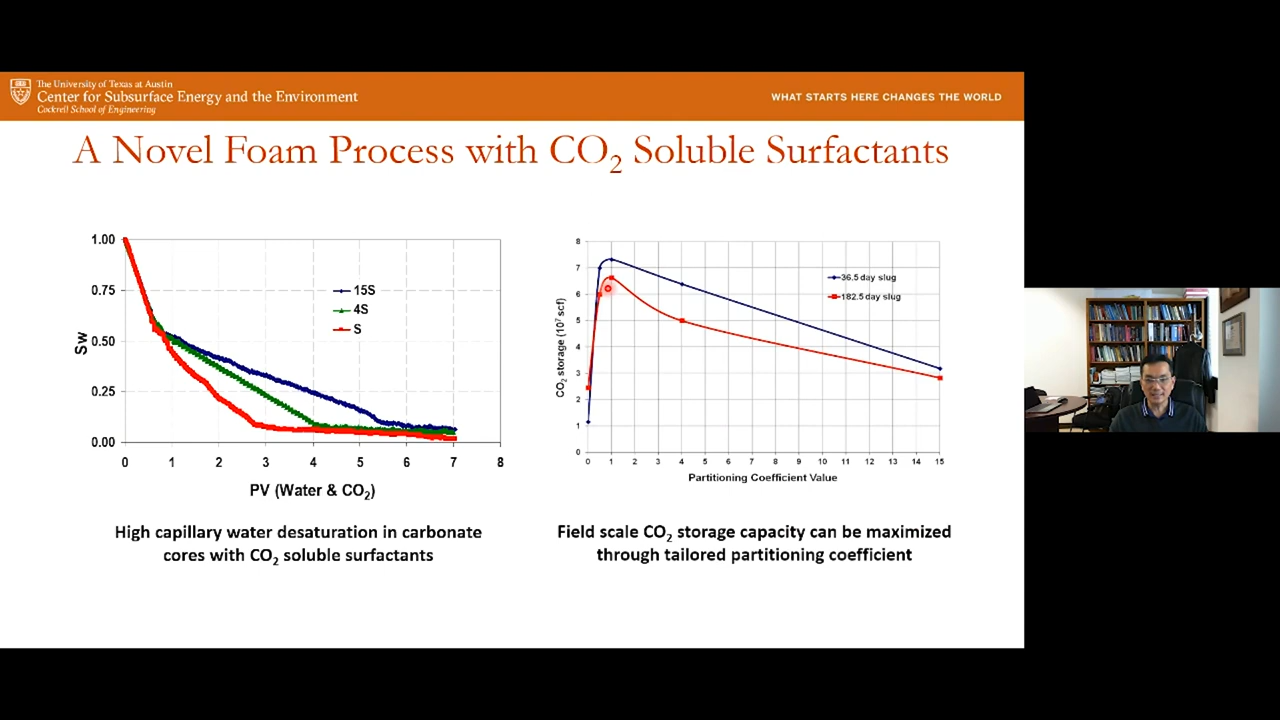 The University of Texas at Austin
Center for Subsurface Energy and the Environment
Cockrell School of Engineering
WHAT STARTS HERE CHANGES THE WORLD
A Novel Foam Process with CO2 Soluble Surfactants
1.00
0.75
0.50
0.25
0.00
Sw
15S
4S
S
0 1 2 3 4 5 6 7 8
PV (Water & CO2)
High capillary water desaturation in carbonate
cores with CO2 soluble surfactants
8
7
6
5
4
3
2
1
0
CO2 storage (10^7 scf)
36.5 day slug
182.5 day slug
0 1 2 3 4 5 6 7 8 9 10 11 12 13 14 15
Partitioning Coefficient Value
Field scale CO2 storage capacity can be maximized
through tailored partitioning coefficient